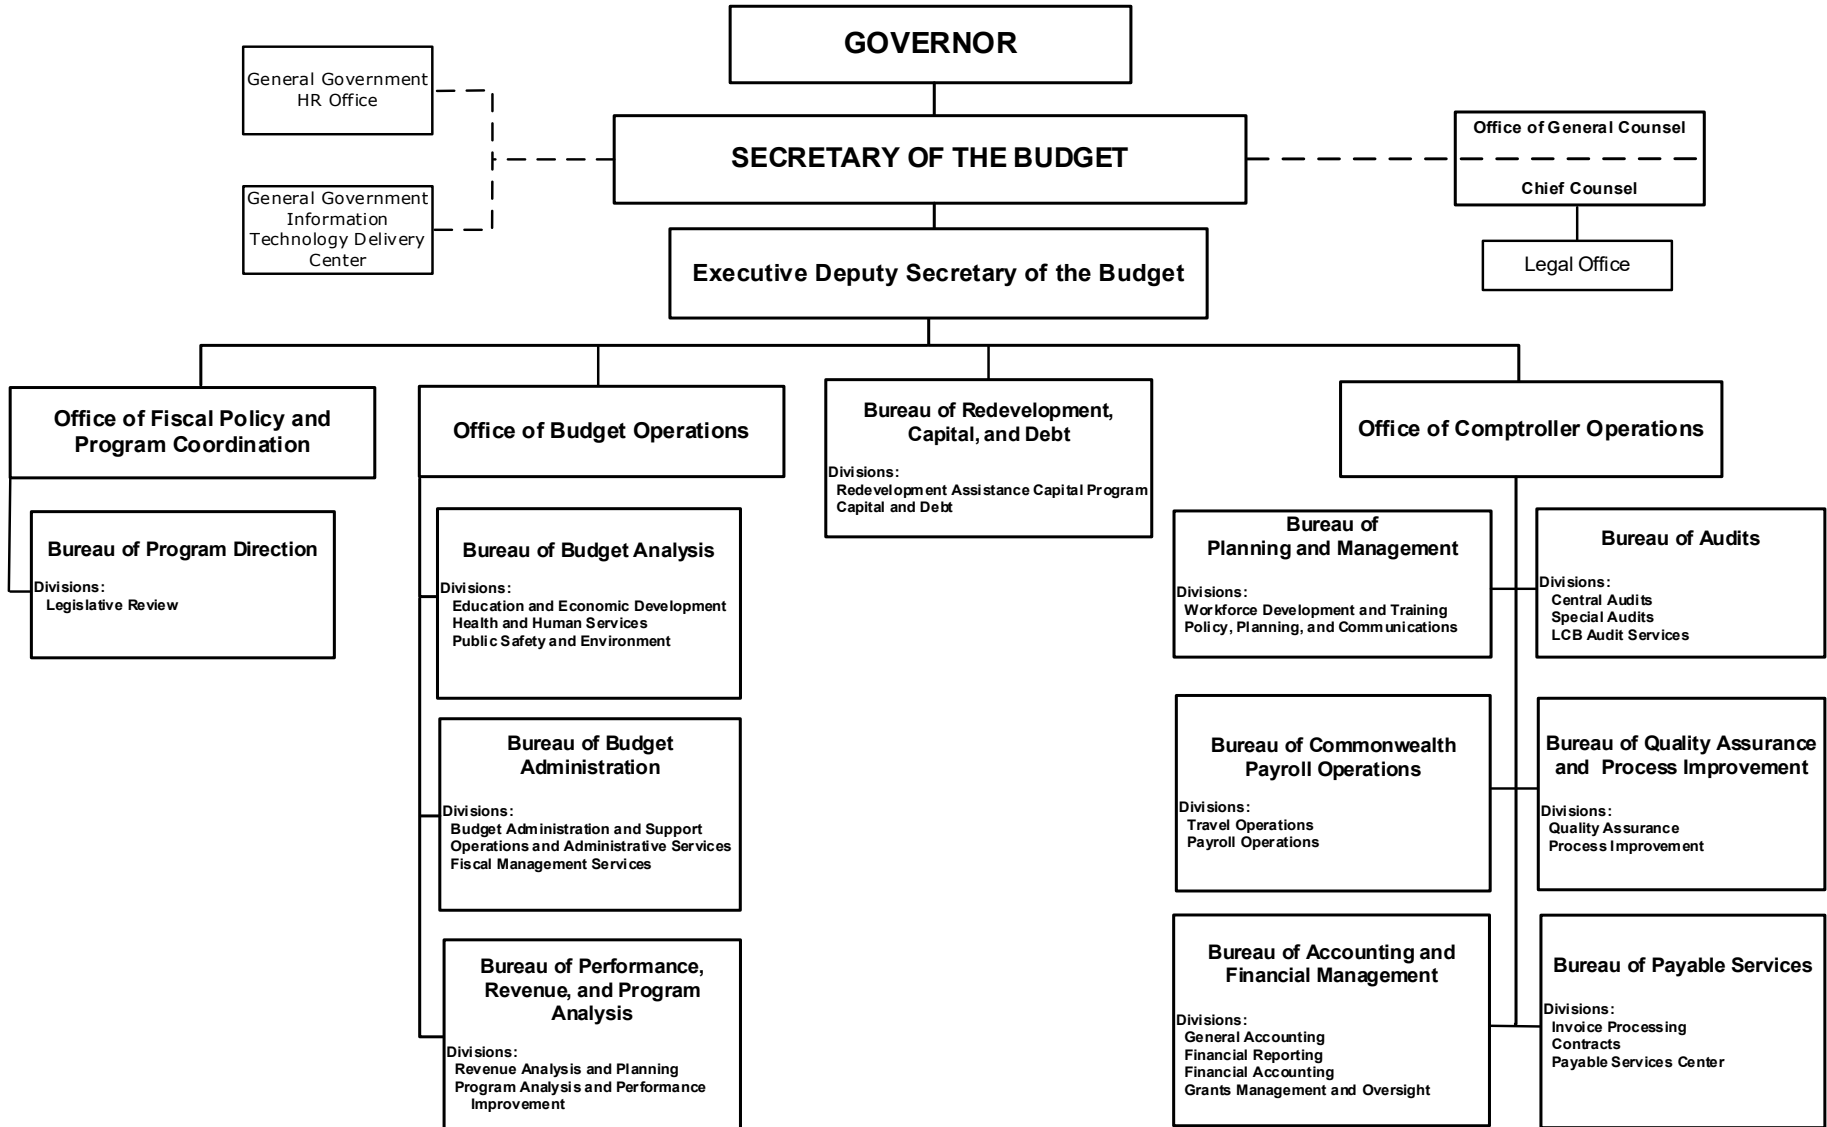 GOVERNOR
General Government
HR Office
SECRETARY OF THE BUDGET
Office of General Counsel
Chief Counsel
General Government
Information
Technology Delivery
Center
Legal Office
Executive Deputy Secretary of the Budget
Office of Fiscal Policy and
Program Coordination
Bureau of Program Direction
Divisions:
Legislative Review
Office of Budget Operations
Bureau of Budget Analysis
Divisions:
Education and Economic Development
Health and Human Services
Public Safety and Environment
Bureau of Budget
Administration
Divisions:
Budget Administration and Support
Operations and Administrative Services
Fiscal Management Services
Bureau of Performance,
Revenue, and Program
Analysis
Divisions:
Revenue Analysis and Planning
Program Analysis and Performance
Improvement
Bureau of Redevelopment,
Capital, and Debt
Divisions:
Redevelopment Assistance Capital Program
Capital and Debt
Office of Comptroller Operations
Bureau of
Planning and Management
Divisions:
Workforce Development and Training
Policy, Planning, and Communications
Bureau of Audits
Divisions:
Central Audits
Special Audits
LCB Audit Services
Bureau of Commonwealth
Payroll Operations
Divisions:
Travel Operations
Payroll Operations
Bureau of Quality Assurance
and Process Improvement
Divisions:
Quality Assurance
Process Improvement
Bureau of Accounting and
Financial Management
Divisions:
General Accounting
Financial Reporting
Financial Accounting
Grants Management and Oversight
Bureau of Payable Services
Divisions:
Invoice Processing
Contracts
Payable Services Center